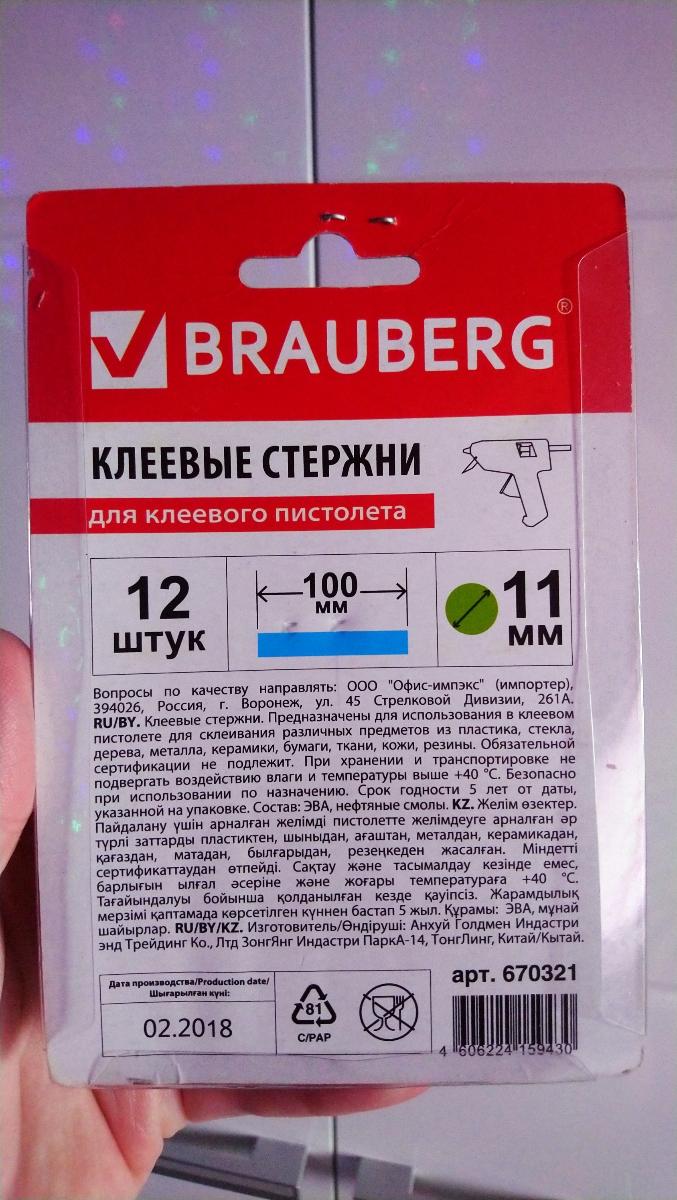 BRAUBERG®
КЛЕЕВЫЕ СТЕРЖНИ
для клеевого пистолета
12
штук
100
мм
11
мм
Вопросы по качеству направлять: ООО "Офис-импэкс" (импортер),
394026, Россия, г. Воронеж, ул. 45 Стрелковой Дивизии, 261А.
RU/BY. Клеевые стержни. Предназначены для использования в клеевом
пистолете для склеивания различных предметов из пластика, стекла,
дерева, металла, керамики, бумаги, ткани, кожи, резины. Обязательной
сертификации не подлежит. При хранении и транспортировке не
подвергать воздействию влаги и температуры выше +40 °С. Безопасно
при использовании по назначению. Срок годности 5 лет от даты,
указанной на упаковке. Состав: ЭВА, нефтяные смолы. KZ. Желім өзектер.
Пайдалану үшін арналған желімді пистолетте желімдеуге арналған әр
түрлі заттарды пластиктен, шыныдан, ағаштан, металдан, керамикадан,
қағаздан, матадан, былғарыдан, резеңкеден жасалған. Міндетті
сертификаттаудан өтпейді. Сақтау және тасымалдау кезінде емес,
барлығын ылғал әсеріне және жоғары температураға +40 °С.
Тағайындалуы бойынша қолданылған кезде қауіпсіз. Жарамдылық
мерзімі қаптамада көрсетілген күннен бастап 5 жыл. Құрамы: ЭВА, мұнай
шайырлар. RU/BY/KZ. Изготовитель/Өндіруші: Анхуй Голдмен Индастри
энд Трейдинг Ко., Лтд ЗонгЯнг Индастри ПаркА-14, ТонгЛинг, Китай/Қытай.
Дата производства/Production date/
Шығарылған күні:
02.2018
81
C/PAP
арт. 670321
4 606224 159430